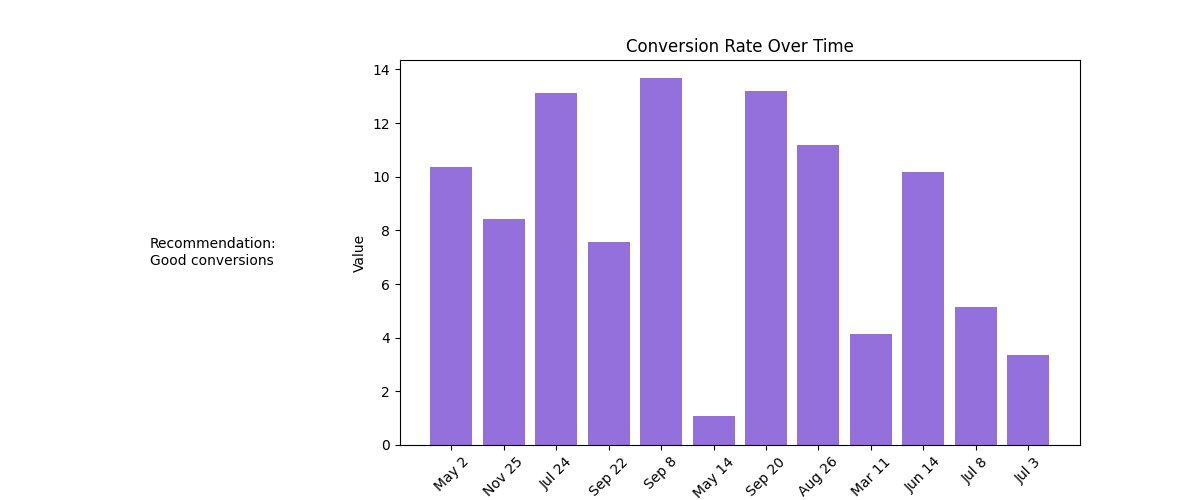 Conversion Rate Over Time
Recommendation:
Good conversions
Value
14
12
10
8
6
4
2
0
May 2
Nov 25
Jul 24
Sep 22
Sep 8
May 14
Sep 20
Aug 26
Mar 11
Jun 14
Jul 8
Jul 3